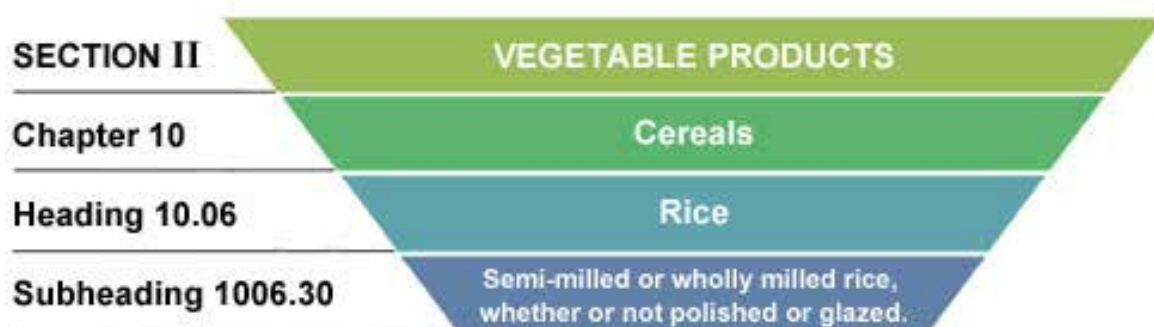 SECTION II
VEGETABLE PRODUCTS
Chapter 10
Cereals
Heading 10.06
Rice
Subheading 1006.30
Semi-milled or wholly milled rice,
whether or not polished or glazed.